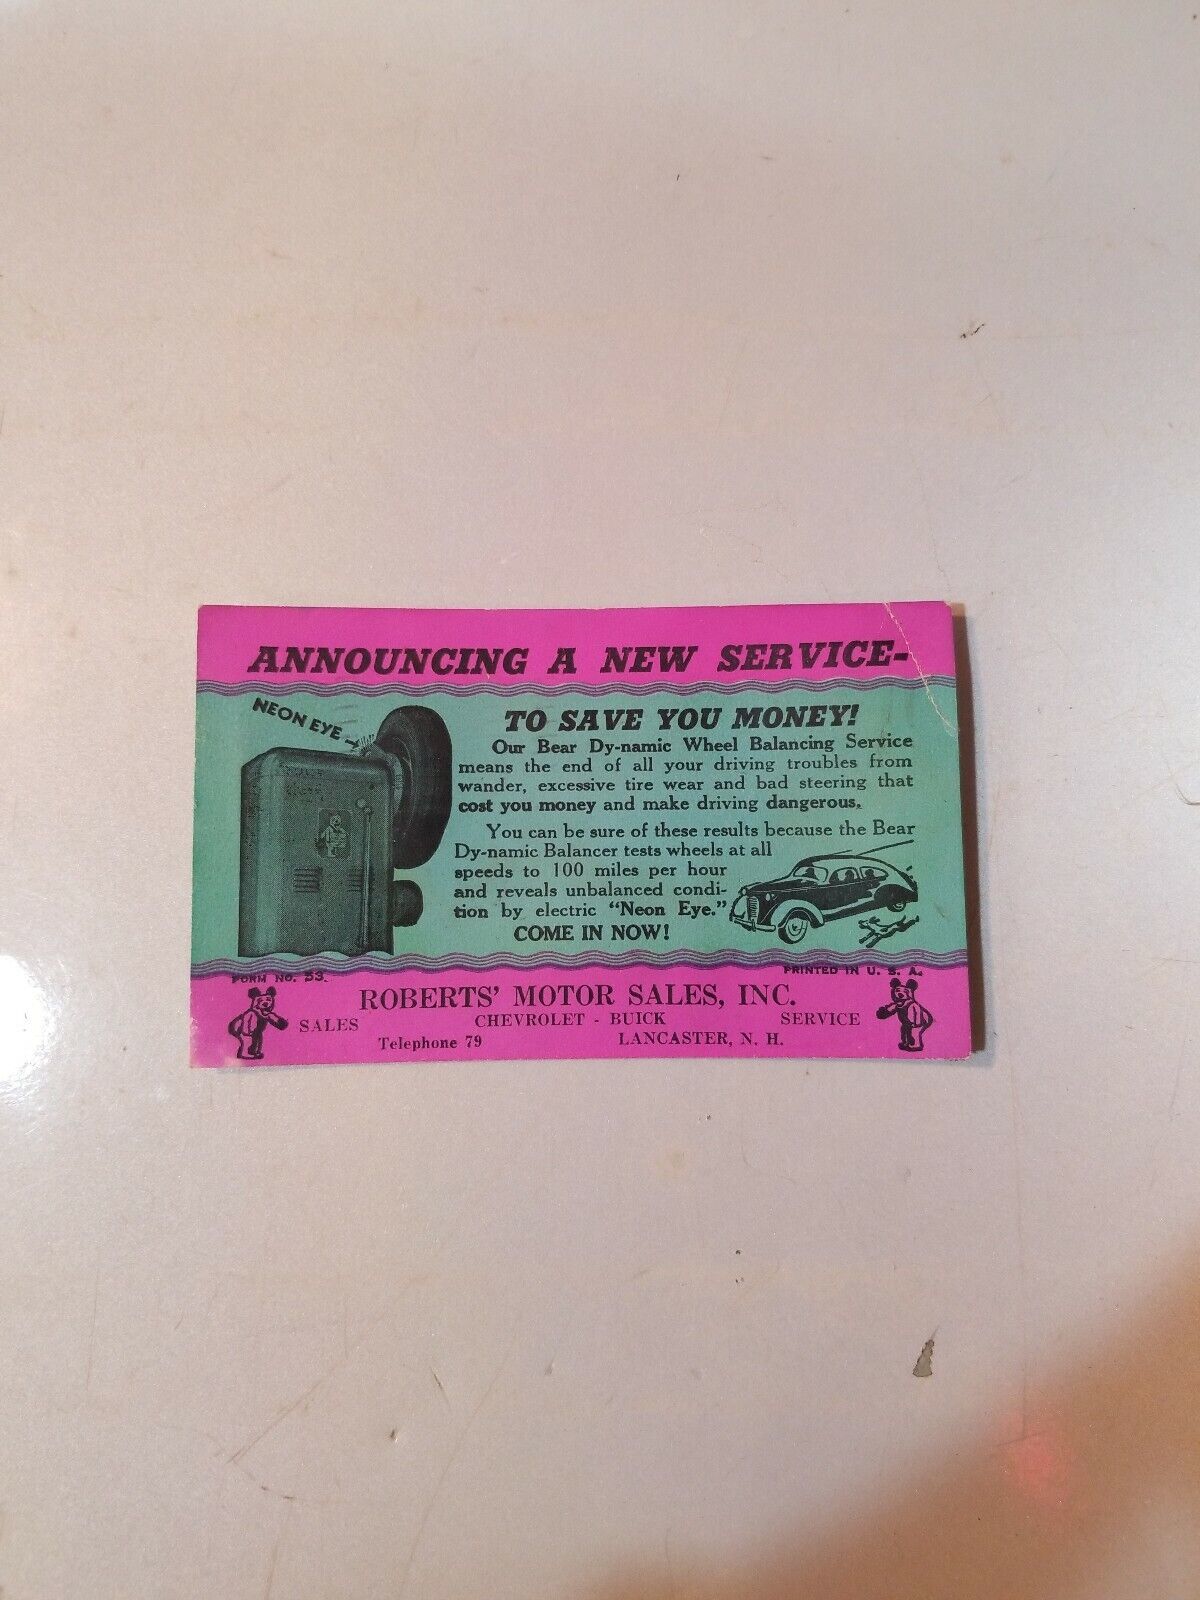 ANNOUNCING A NEW SERVICE-
NEON EYE
TO SAVE YOU MONEY!
Our Bear Dy-namic Wheel Balancing Service
means the end of all your driving troubles from
wander, excessive tire wear and bad steering that
cost you money and make driving dangerous.
You can be sure of these results because the Bear
Dy-namic Balancer tests wheels at all
speeds to 100 miles per hour
and reveals unbalanced condi-
tion by electric "Neon Eye."
COME IN NOW!
FORM NO. 53.
PRINTED IN U. S. A.
ROBERTS' MOTOR SALES, INC.
SALES CHEVROLET - BUICK SERVICE
Telephone 79 LANCASTER, N. H.